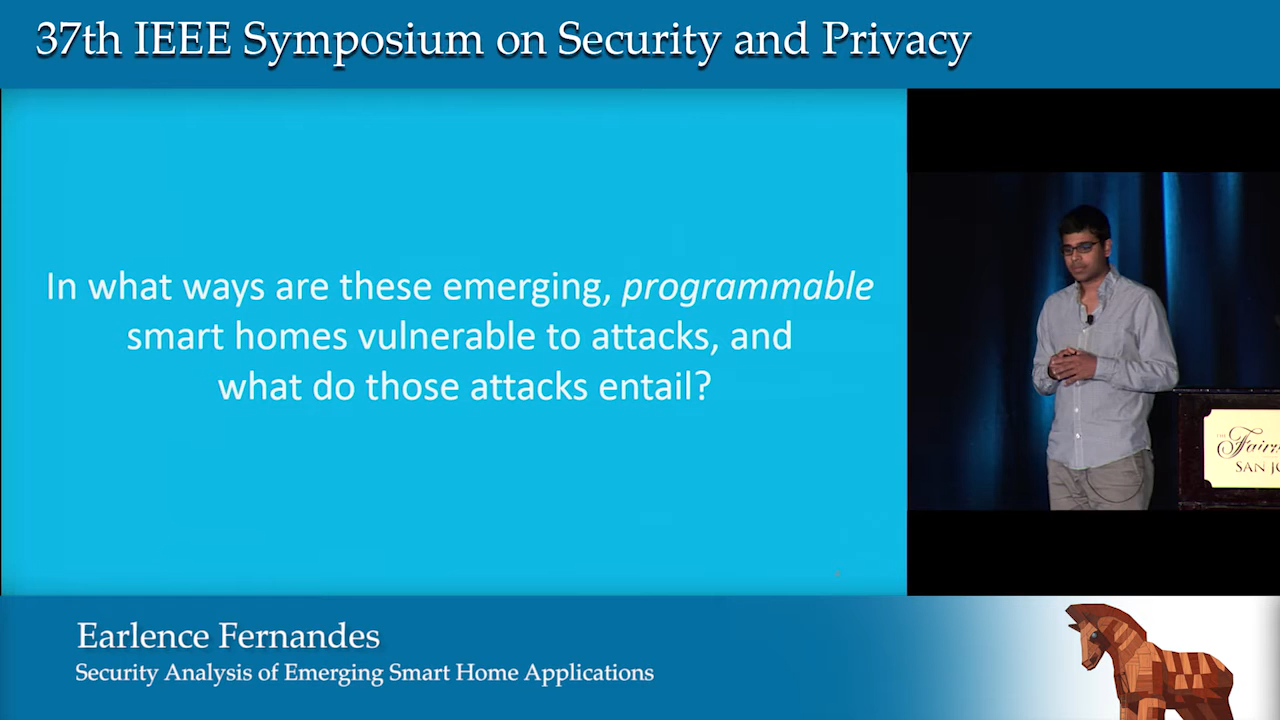 37th IEEE Symposium on Security and Privacy
In what ways are these emerging, programmable
smart homes vulnerable to attacks, and
what do those attacks entail?
SAN
Earlence Fernandes
Security Analysis of Emerging Smart Home Applications